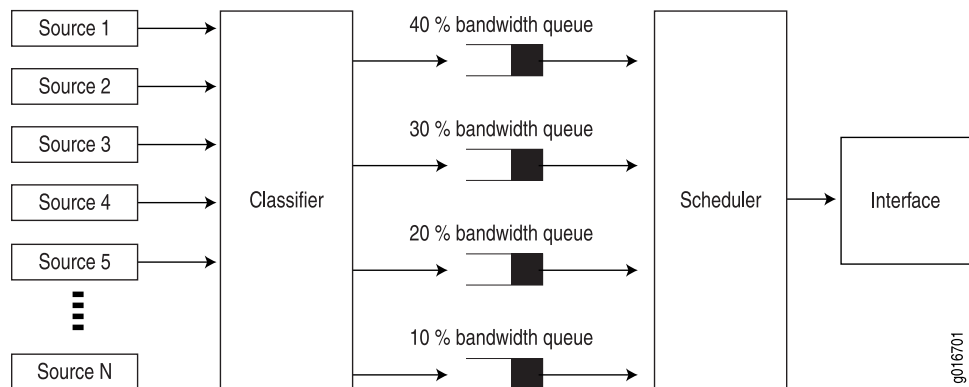 Source 1
Source 2
Source 3
Source 4
Source 5
Source N
Classifier
40 % bandwidth queue
30 % bandwidth queue
20 % bandwidth queue
10 % bandwidth queue
Scheduler
Interface
g016701